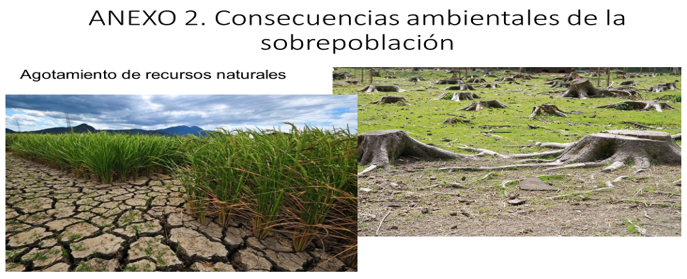 ANEXO 2. Consecuencias ambientales de la
sobrepoblación
Agotamiento de recursos naturales